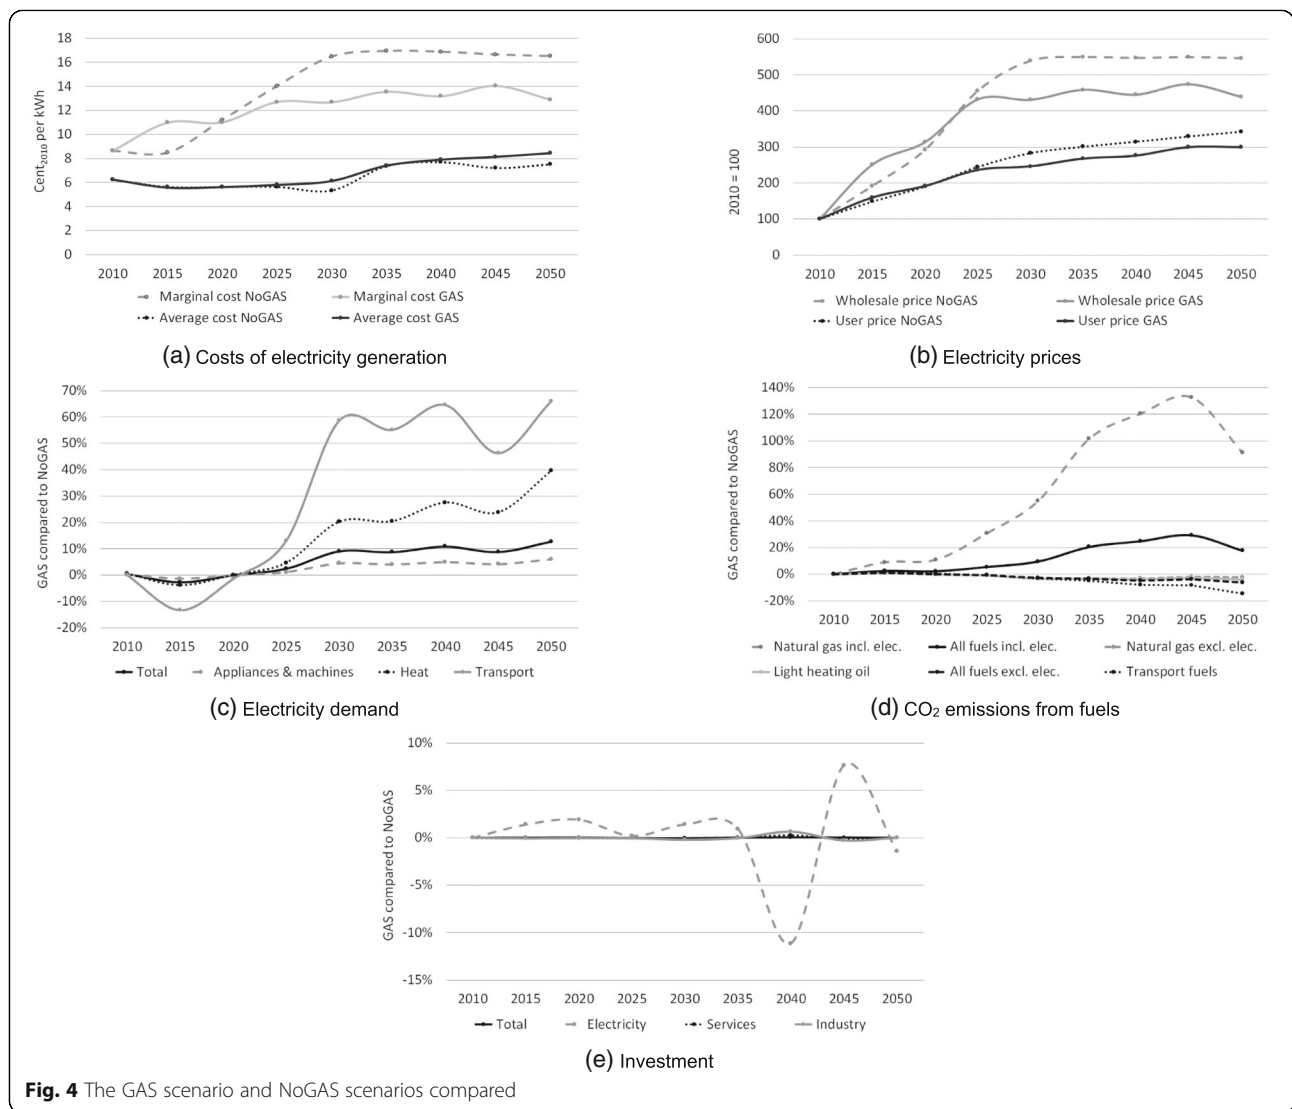 18
16
14
12
10
8
6
4
2
0
Cent2010 per kWh
2010 2015 2020 2025 2030 2035 2040 2045 2050
Marginal cost NoGAS Marginal cost GAS
Average cost NoGAS Average cost GAS
(a) Costs of electricity generation
600
500
400
300
200
100
0
2010 = 100
2010 2015 2020 2025 2030 2035 2040 2045 2050
Wholesale price NoGAS Wholesale price GAS
User price NoGAS User price GAS
(b) Electricity prices
70%
60%
50%
40%
30%
20%
10%
0%
-10%
-20%
GAS compared to NoGAS
2010 2015 2020 2025 2030 2035 2040 2045 2050
Total Appliances & machines Heat Transport
(c) Electricity demand
140%
120%
100%
80%
60%
40%
20%
0%
-20%
GAS compared to NoGAS
2010 2015 2020 2025 2030 2035 2040 2045 2050
Natural gas incl. elec. All fuels incl. elec. Natural gas excl. elec.
Light heating oil All fuels excl. elec. Transport fuels
(d) CO2 emissions from fuels
10%
5%
0%
-5%
-10%
-15%
GAS compared to NoGAS
2010 2015 2020 2025 2030 2035 2040 2045 2050
Total Electricity Services Industry
(e) Investment
Fig. 4 The GAS scenario and NoGAS scenarios compared